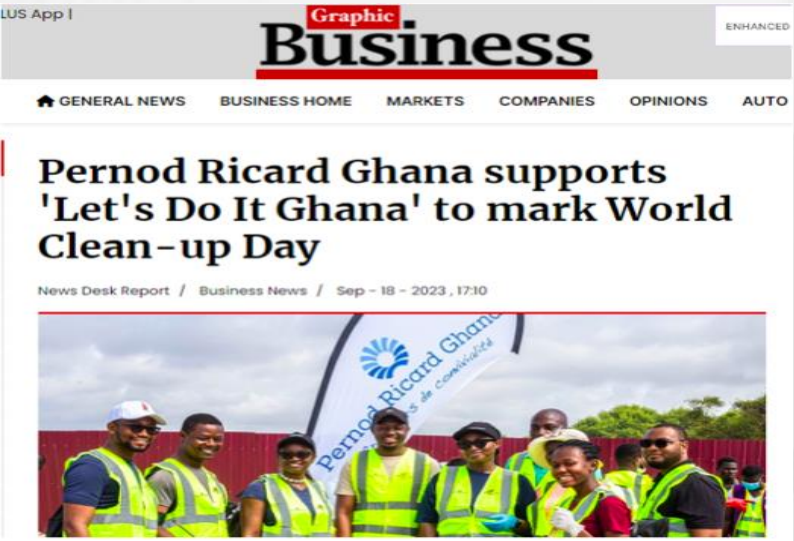 LUS App |
Graphic
Business
ENHANCED
GENERAL NEWS BUSINESS HOME MARKETS COMPANIES OPINIONS AUTO
Pernod Ricard Ghana supports
'Let's Do It Ghana' to mark World
Clean-up Day
News Desk Report / Business News / Sep - 18 - 2023 , 17:10
Pernod Ricard Ghana
de convivialité